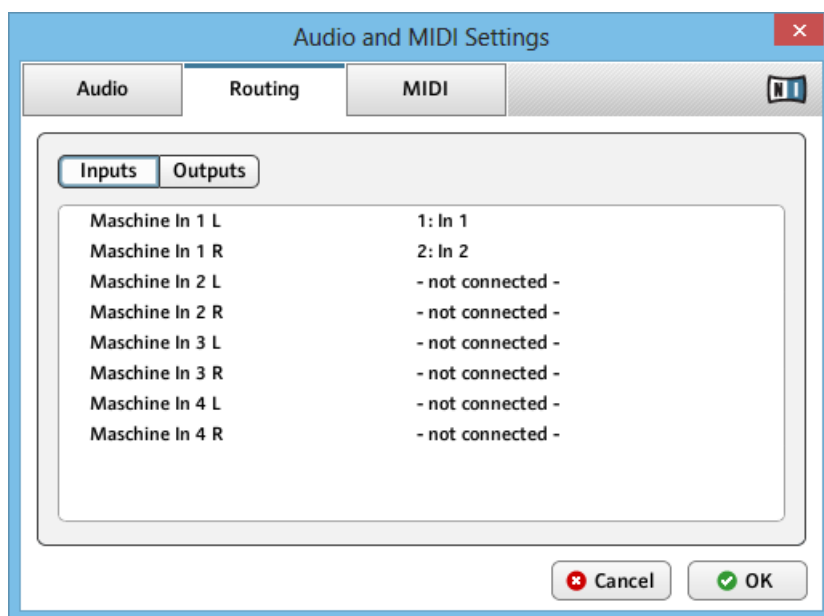 Audio and MIDI Settings
Audio Routing MIDI
NI
Inputs Outputs
Maschine In 1 L 1: In 1
Maschine In 1 R 2: In 2
Maschine In 2 L - not connected -
Maschine In 2 R - not connected -
Maschine In 3 L - not connected -
Maschine In 3 R - not connected -
Maschine In 4 L - not connected -
Maschine In 4 R - not connected -
Cancel OK